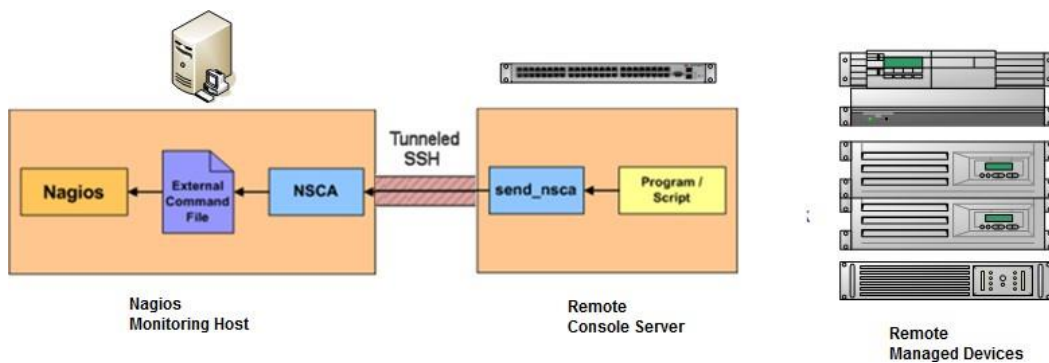 Tunneled
SSH
Nagios
External
Command
File
NSCA
send_nsca
Program /
Script
Nagios
Monitoring Host
Remote
Console Server
Remote
Managed Devices